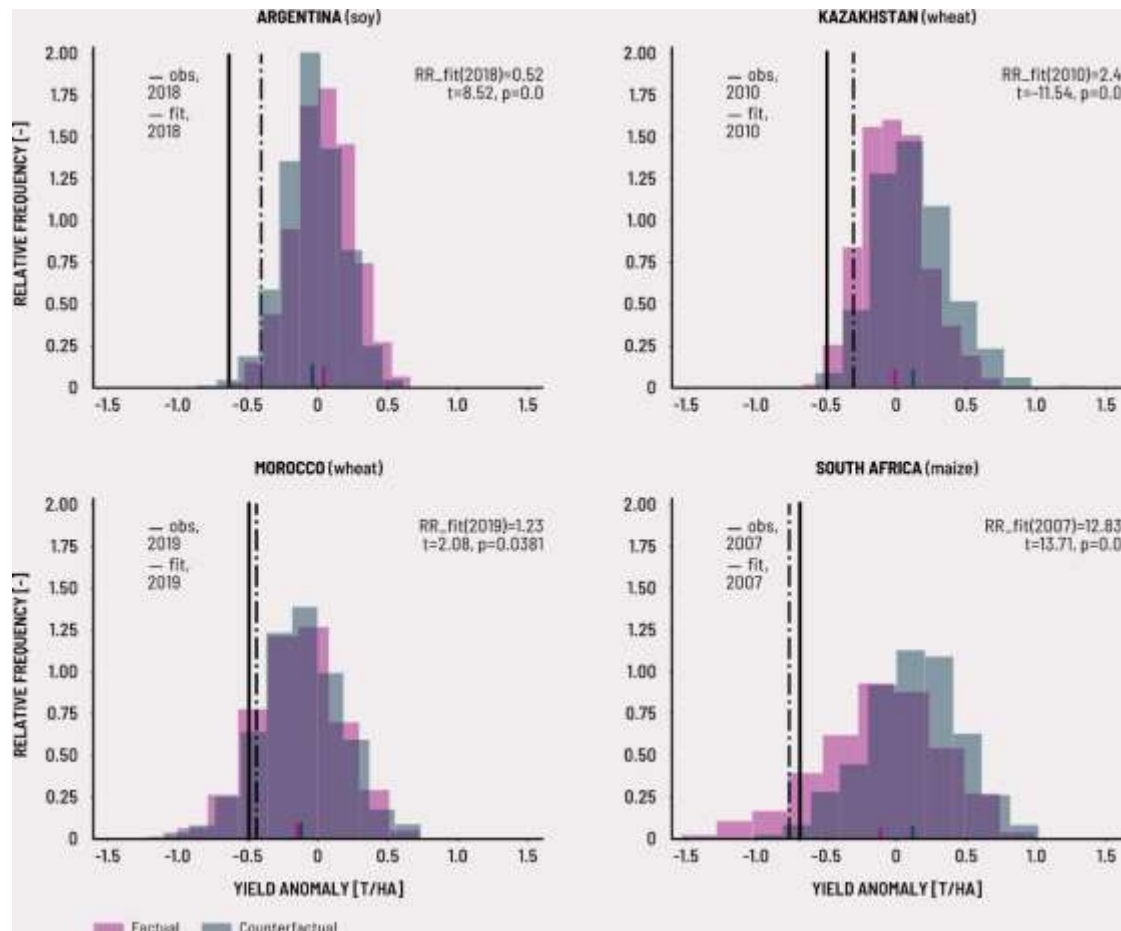 ARGENTINA (soy)
RELATIVE FREQUENCY [-]
2.00
1.75
1.50
1.25
1.00
0.75
0.50
0.25
0
— obs,
2018
— fit,
2018
RR_fit(2018)=0.52
t=8.52, p=0.0
-1.5 -1.0 -0.5 0 0.5 1.0 1.5
KAZAKHSTAN (wheat)
2.00
1.75
1.50
1.25
1.00
0.75
0.50
0.25
0
— obs,
2010
— fit,
2010
RR_fit(2010)=2.4
t=-11.54, p=0.0
-1.5 -1.0 -0.5 0 0.5 1.0 1.5
MOROCCO (wheat)
RELATIVE FREQUENCY [-]
2.00
1.75
1.50
1.25
1.00
0.75
0.50
0.25
0
— obs,
2019
— fit,
2019
RR_fit(2019)=1.23
t=2.08, p=0.0381
-1.5 -1.0 -0.5 0 0.5 1.0 1.5
YIELD ANOMALY [T/HA]
SOUTH AFRICA (maize)
2.00
1.75
1.50
1.25
1.00
0.75
0.50
0.25
0
— obs,
2007
— fit,
2007
RR_fit(2007)=12.83
t=13.71, p=0.0
-1.5 -1.0 -0.5 0 0.5 1.0 1.5
YIELD ANOMALY [T/HA]
Factual Counterfactual